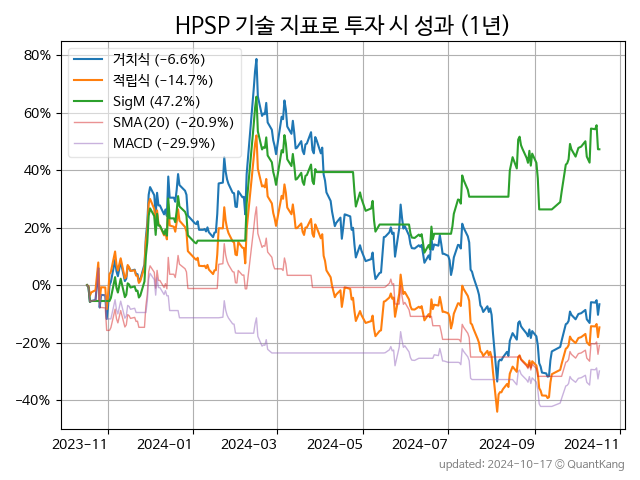 HPSP 기술 지표로 투자 시 성과 (1년)
거치식 (-6.6%)
적립식 (-14.7%)
SigM (47.2%)
SMA(20) (-20.9%)
MACD (-29.9%)
80%
60%
40%
20%
0%
-20%
-40%
2023-11 2024-01 2024-03 2024-05 2024-07 2024-09 2024-11
updated: 2024-10-17 © QuantKang